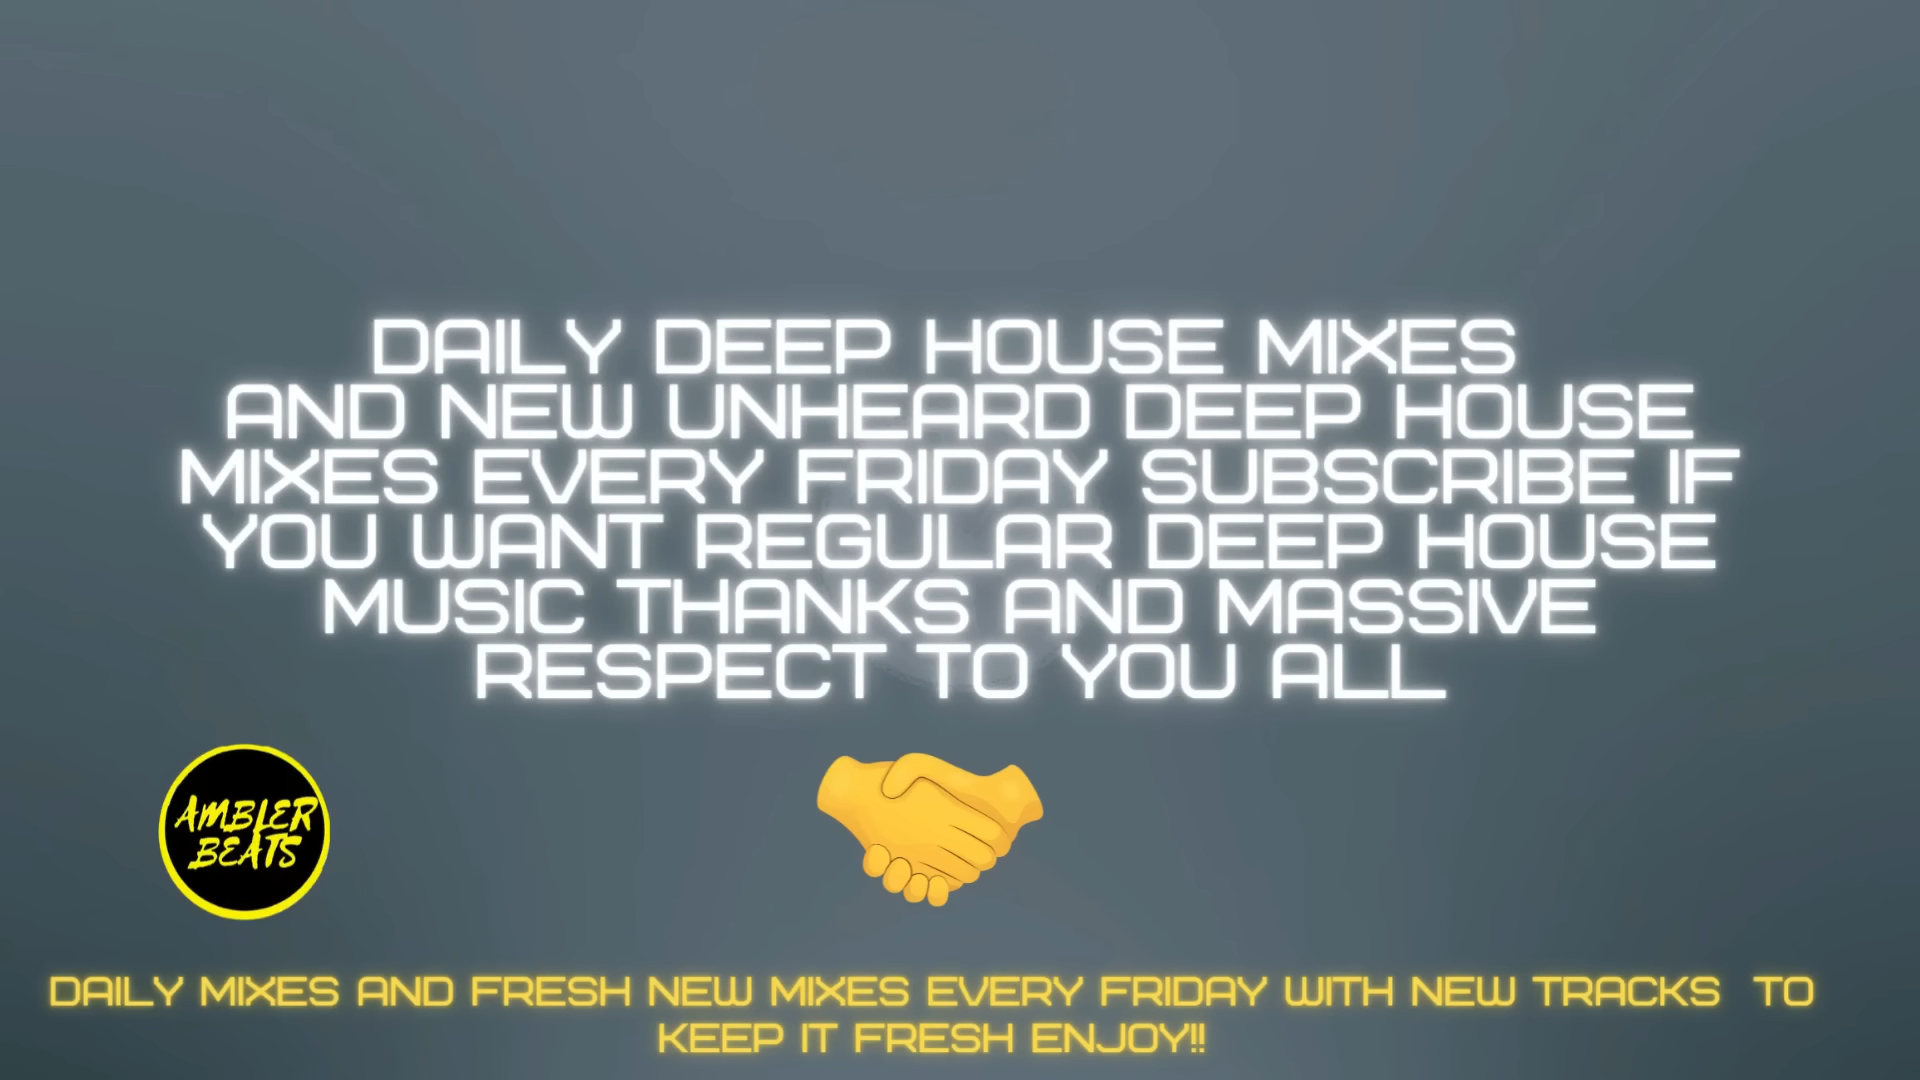 DAILY DEEP HOUSE MIXES
AND NEW UNHEARD DEEP HOUSE
MIXES EVERY FRIDAY SUBSCRIBE IF
YOU WANT REGULAR DEEP HOUSE
MUSIC THANKS AND MASSIVE
RESPECT TO YOU ALL
AMBLER
BEATS
DAILY MIXES AND FRESH NEW MIXES EVERY FRIDAY WITH NEW TRACKS TO
KEEP IT FRESH ENJOY!!